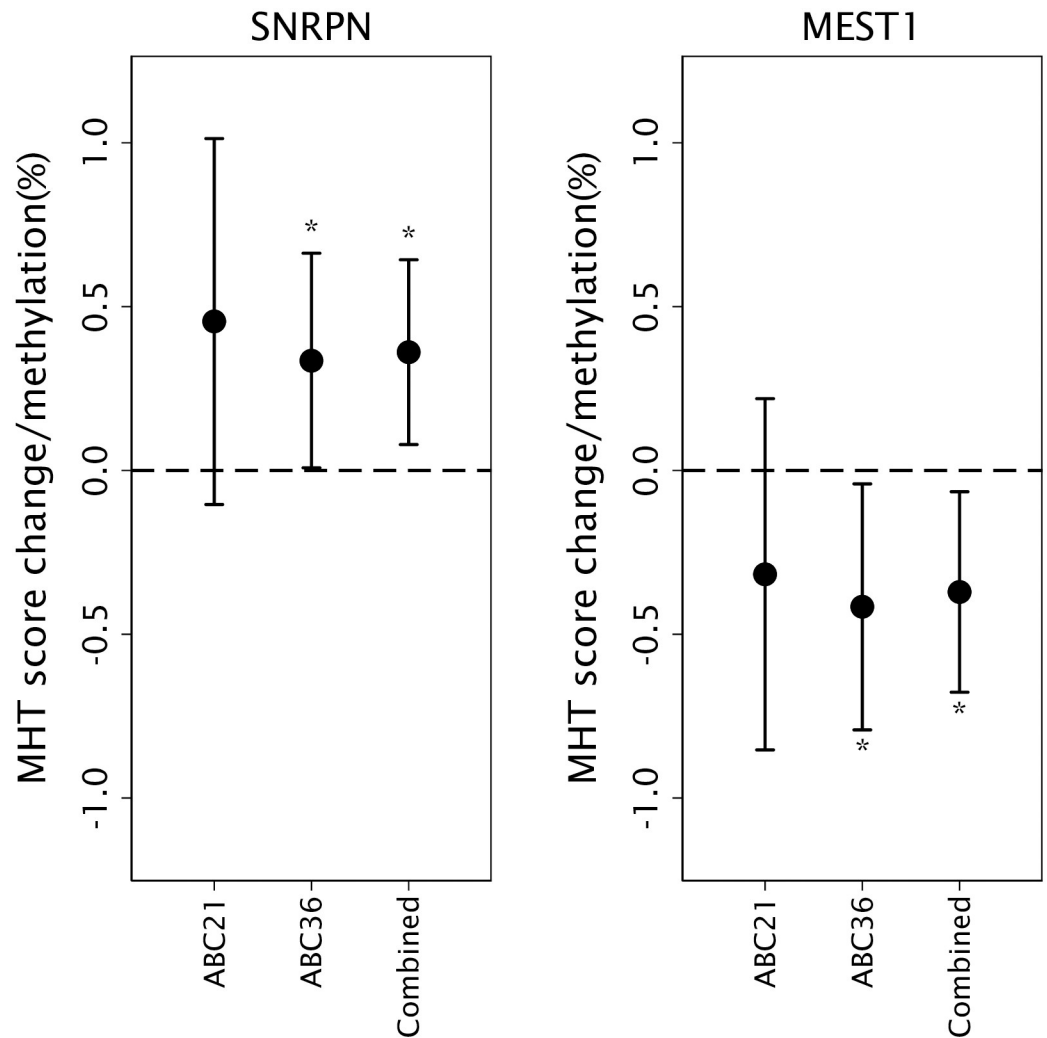 SNRPN
MHT score change/methylation(%)
1.0
0.5
0.0
-0.5
-1.0
*
*
ABC21
ABC36
Combined
MEST1
MHT score change/methylation(%)
1.0
0.5
0.0
-0.5
-1.0
*
*
ABC21
ABC36
Combined